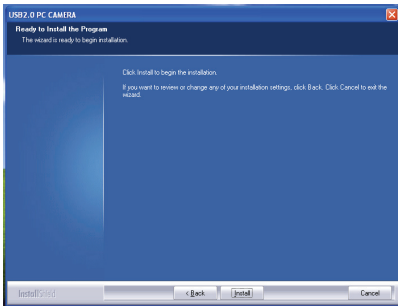 USB2.0 PC CAMERA
Ready to Install the Program
The wizard is ready to begin installation.
Click Install to begin the installation.
If you want to review or change any of your installation settings, click Back. Click Cancel to exit the
wizard.
InstallShield
< Back
Install
Cancel